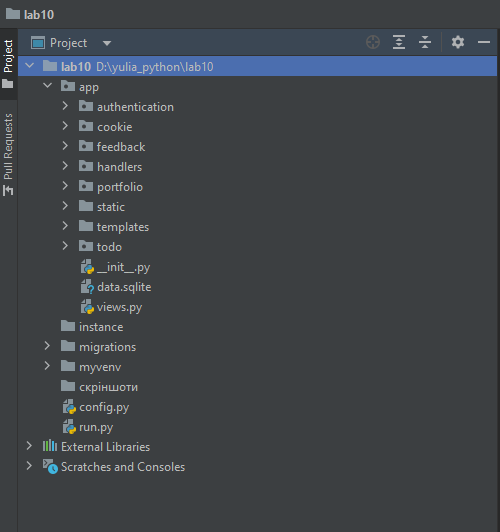 lab10
Project
Project
Pull Requests
lab10 D:\yulia_python\lab10
app
authentication
cookie
feedback
handlers
portfolio
static
templates
todo
__init__.py
data.sqlite
views.py
instance
migrations
myvenv
скріншоти
config.py
run.py
External Libraries
Scratches and Consoles